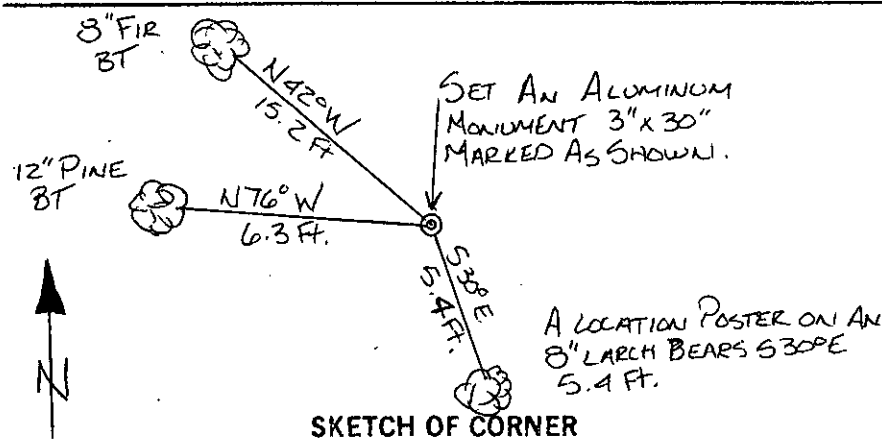 8" FIR
BT
N42°W
15.2 Ft
SET AN ALUMINUM
MONUMENT 3" x 30"
MARKED AS SHOWN.
12" PINE
BT
N76°W
6.3 Ft.
S30°E
5.4 Ft.
A LOCATION POSTER ON AN
8" LARCH BEARS S30°E
5.4 Ft.
N
SKETCH OF CORNER